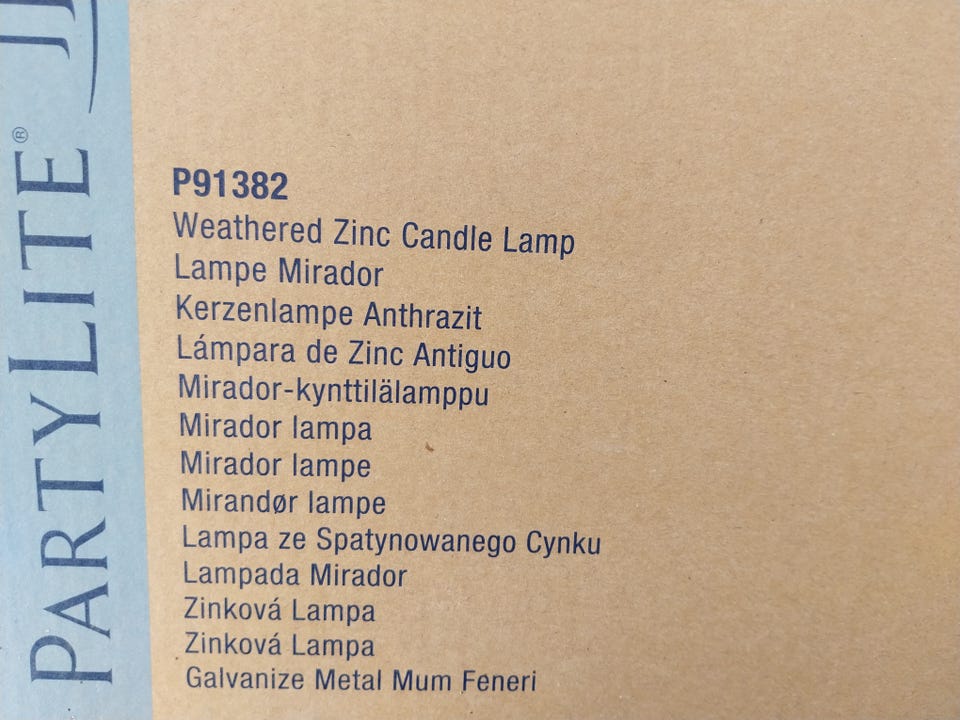 PARTYLITE®
P91382
Weathered Zinc Candle Lamp
Lampe Mirador
Kerzenlampe Anthrazit
Lámpara de Zinc Antiguo
Mirador-kynttilälamppu
Mirador lampa
Mirador lampe
Mirandør lampe
Lampa ze Spatynowanego Cynku
Lampada Mirador
Zinková Lampa
Zinková Lampa
Galvanize Metal Mum Feneri